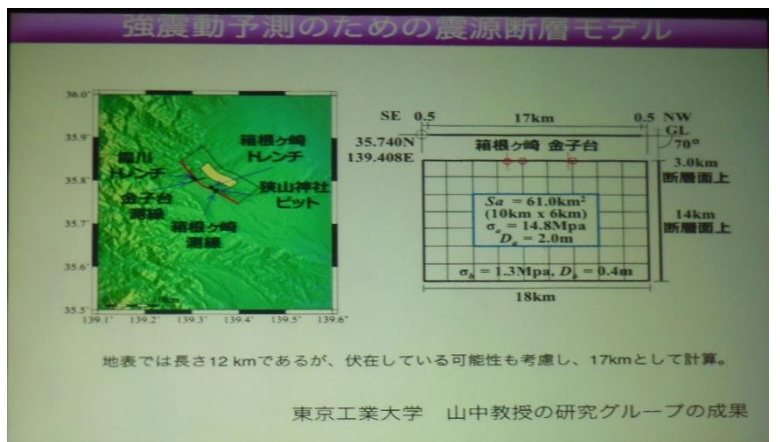 強震動予測のための震源断層モデル
36.0°
35.9°
35.8°
35.7°
35.6°
35.5°
139.1° 139.2° 139.3° 139.4° 139.5° 139.6°
箱根ヶ崎
トレンチ
霞川
トレンチ
狭山神社
ピット
金子台
測線
箱根ヶ崎
測線
SE 0.5 17km 0.5 NW
GL
35.740N
139.408E
箱根ヶ崎 金子台
70°
3.0km
断層面上
Sa = 61.0km²
(10km x 6km)
σa = 14.8Mpa
Da = 2.0m
14km
断層面上
σb = 1.3Mpa, Db = 0.4m
18km
地表では長さ12 kmであるが、伏在している可能性も考慮し、17kmとして計算。
東京工業大学 山中教授の研究グループの成果